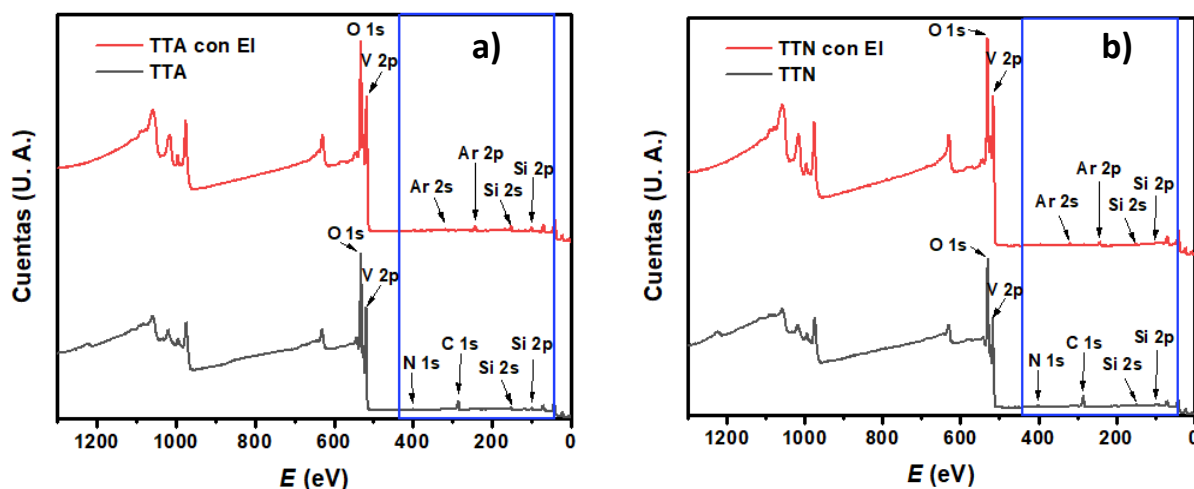 a)
TTA con EI
TTA
O 1s
V 2p
Ar 2s
Ar 2p
Si 2s
Si 2p
O 1s
V 2p
N 1s
C 1s
Si 2s
Si 2p
Cuentas (U. A.)
1200 1000 800 600 400 200 0
E (eV)
b)
TTN con EI
TTN
O 1s
V 2p
Ar 2s
Ar 2p
Si 2s
Si 2p
O 1s
V 2p
N 1s
C 1s
Si 2s
Si 2p
Cuentas (U. A.)
1200 1000 800 600 400 200 0
E (eV)